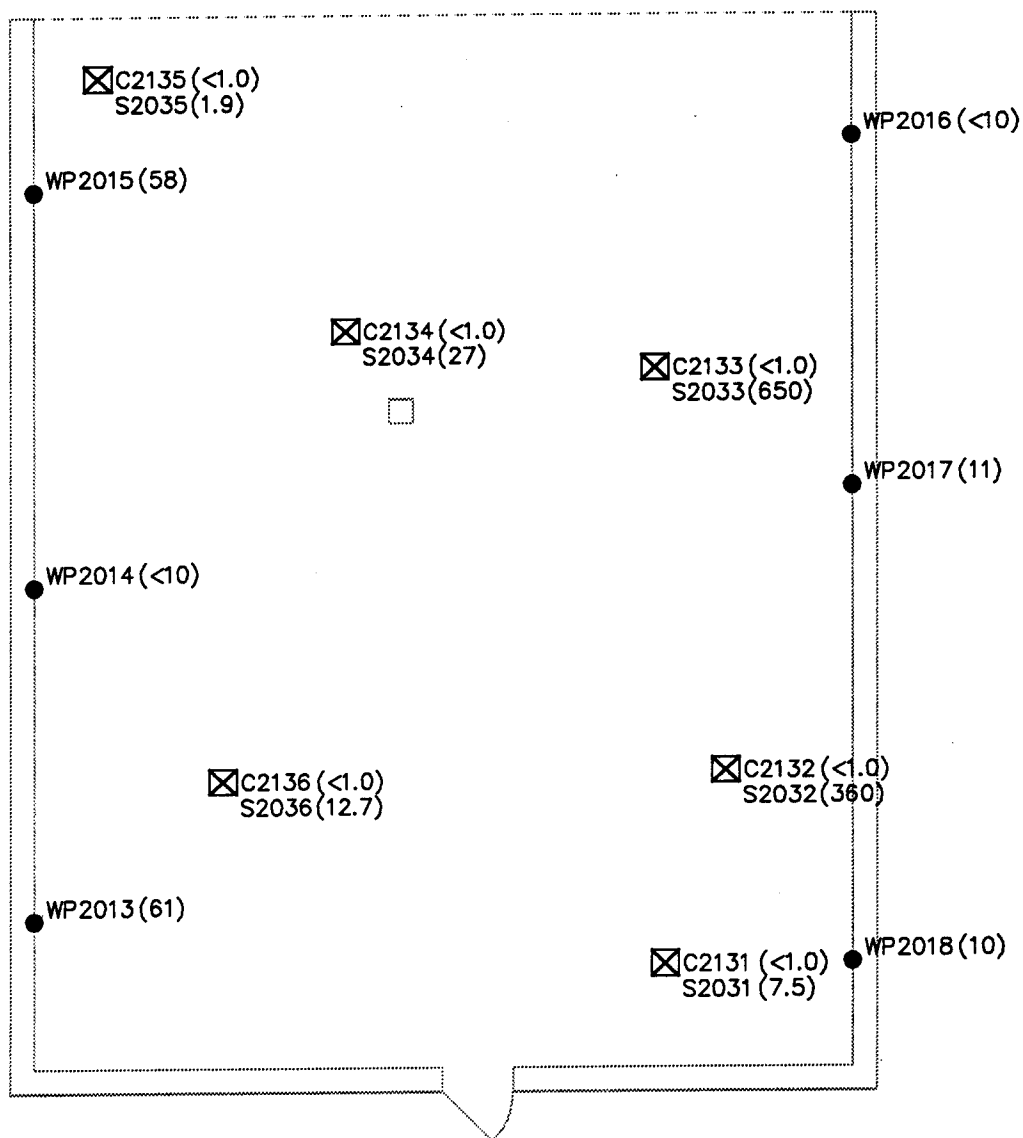 C2135 (<1.0)
S2035 (1.9)
WP2016 (<10)
WP2015 (58)
C2134 (<1.0)
S2034 (27)
C2133 (<1.0)
S2033 (650)
WP2017 (11)
WP2014 (<10)
C2136 (<1.0)
S2036 (12.7)
C2132 (<1.0)
S2032 (360)
WP2013 (61)
WP2018 (10)
C2131 (<1.0)
S2031 (7.5)